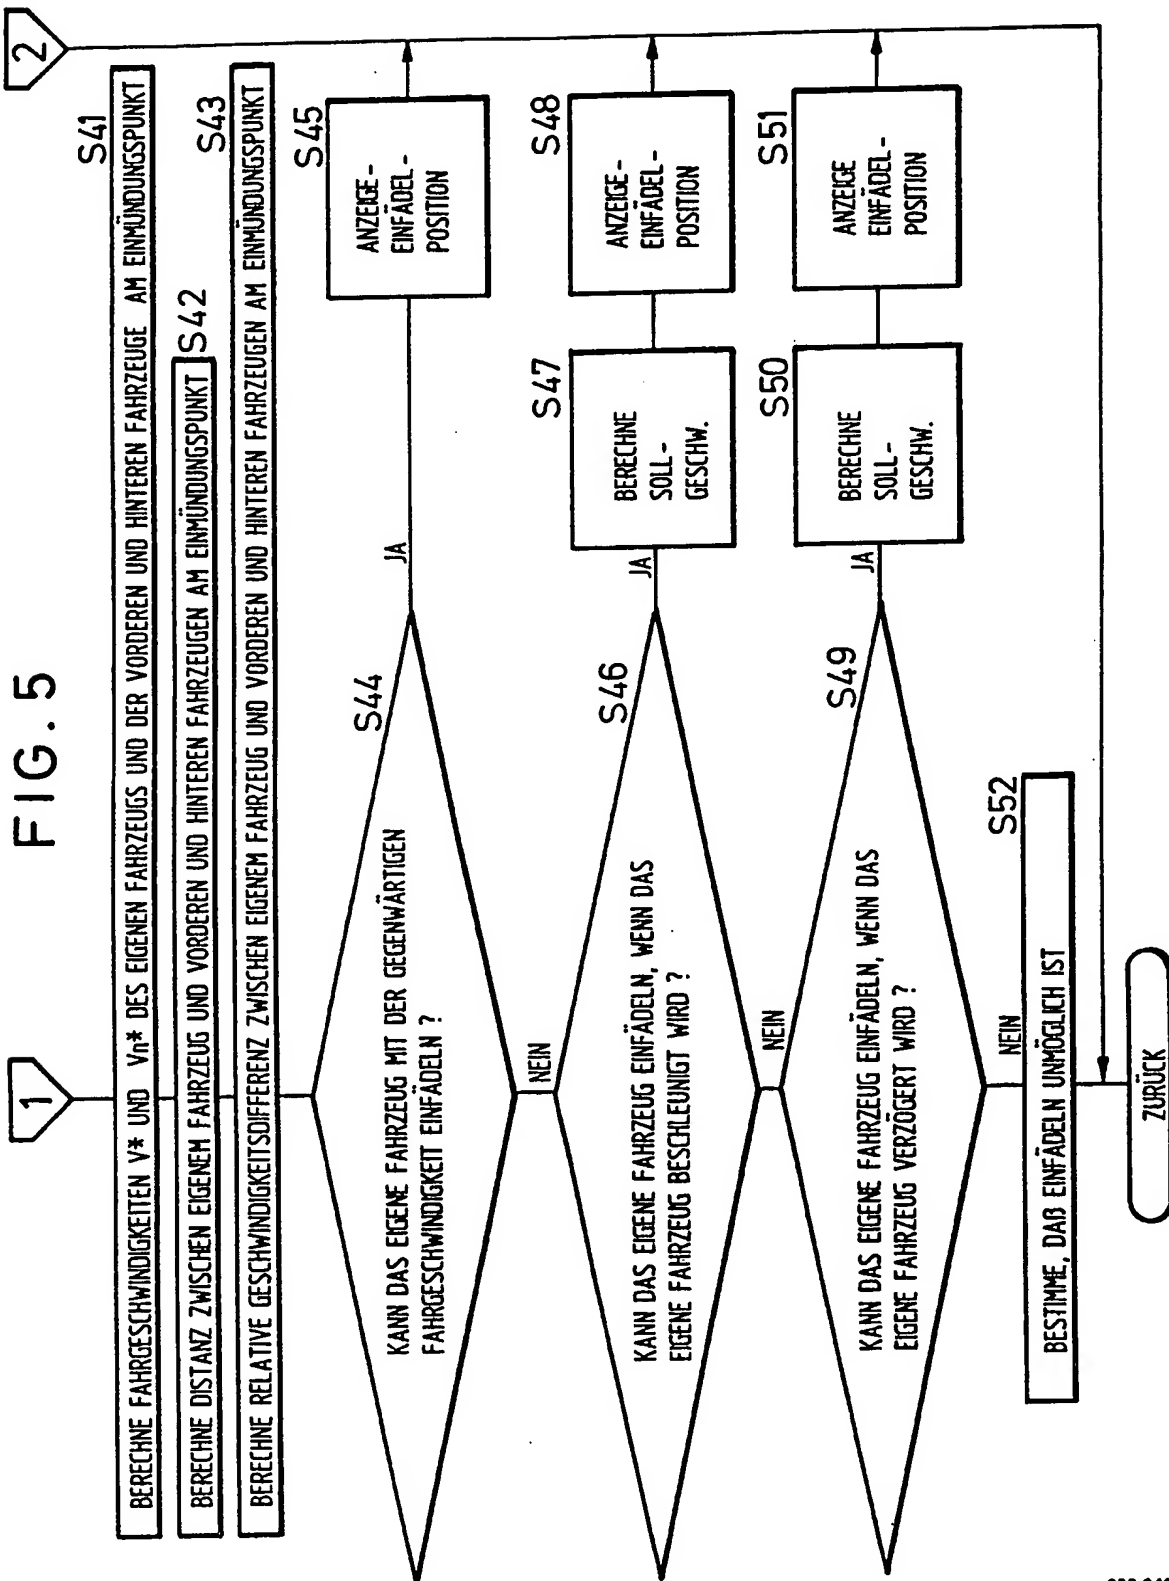 FIG. 5
1
2
S41
BERECHNE FAHRGESCHWINDIGKEITEN V* UND Vn* DES EIGENEN FAHRZEUGS UND DER VORDEREN UND HINTEREN FAHRZEUGE AM EINMÜNDUNGSPUNKT
S42
BERECHNE DISTANZ ZWISCHEN EIGENEM FAHRZEUG UND VORDEREN UND HINTEREN FAHRZEUGEN AM EINMÜNDUNGSPUNKT
S43
BERECHNE RELATIVE GESCHWINDIGKEITSDIFFERENZ ZWISCHEN EIGENEM FAHRZEUG UND VORDEREN UND HINTEREN FAHRZEUGEN AM EINMÜNDUNGSPUNKT
S44
KANN DAS EIGENE FAHRZEUG MIT DER GEGENWÄRTIGEN
FAHRGESCHWINDIGKEIT EINFÄDELN ?
JA
S45
ANZEIGE-
EINFÄDEL-
POSITION
NEIN
S46
KANN DAS EIGENE FAHRZEUG EINFÄDELN, WENN DAS
EIGENE FAHRZEUG BESCHLEUNIGT WIRD ?
JA
S47
BERECHNE
SOLL-
GESCHW.
S48
ANZEIGE-
EINFÄDEL-
POSITION
NEIN
S49
KANN DAS EIGENE FAHRZEUG EINFÄDELN, WENN DAS
EIGENE FAHRZEUG VERZÖGERT WIRD ?
JA
S50
BERECHNE
SOLL-
GESCHW.
S51
ANZEIGE
EINFÄDEL-
POSITION
NEIN
S52
BESTIMME, DAß EINFÄDELN UNMÖGLICH IST
ZURÜCK